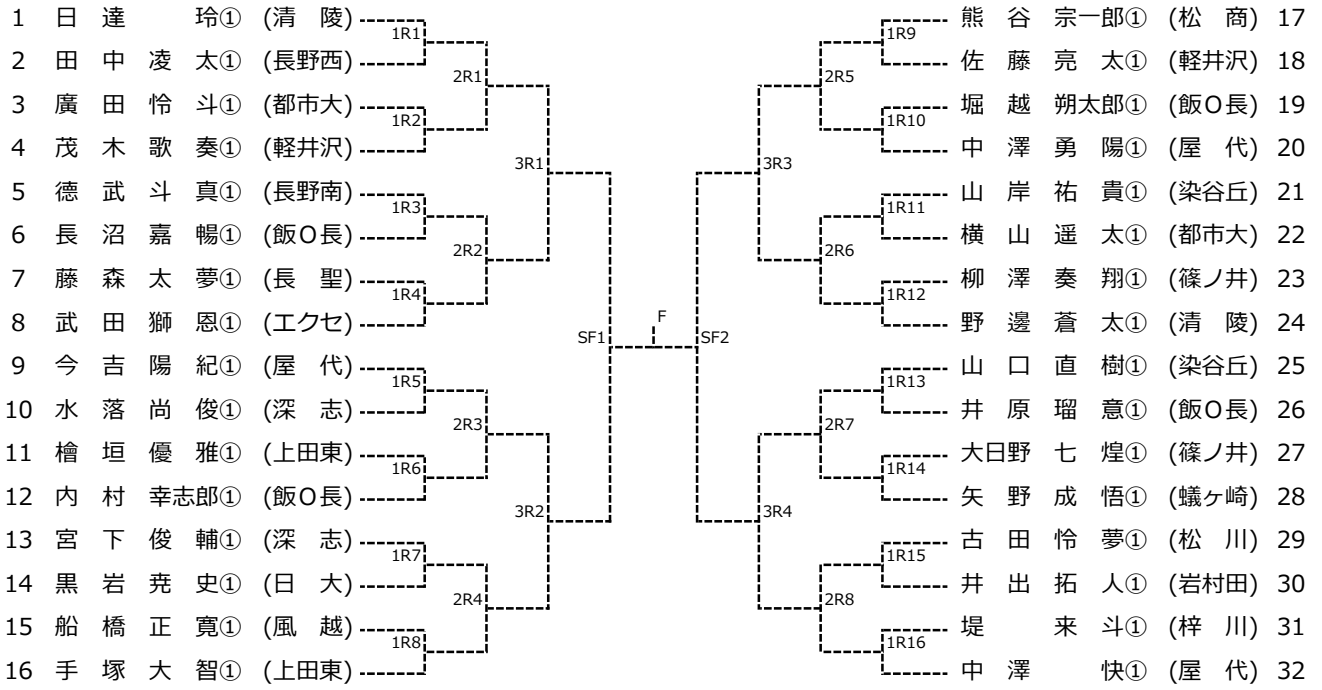 1 日 達 玲① (清 陵)
2 田 中 凌 太① (長野西)
3 廣 田 怜 斗① (都市大)
4 茂 木 歌 奏① (軽井沢)
5 德 武 斗 真① (長野南)
6 長 沼 嘉 暢① (飯O長)
7 藤 森 太 夢① (長 聖)
8 武 田 獅 恩① (エクセ)
9 今 吉 陽 紀① (屋 代)
10 水 落 尚 俊① (深 志)
11 檜 垣 優 雅① (上田東)
12 内 村 幸志郎① (飯O長)
13 宮 下 俊 輔① (深 志)
14 黒 岩 尭 史① (日 大)
15 船 橋 正 寛① (風 越)
16 手 塚 大 智① (上田東)
1R1
1R2
1R3
1R4
1R5
1R6
1R7
1R8
2R1
2R2
2R3
2R4
3R1
3R2
SF1
F
SF2
3R3
3R4
2R5
2R6
2R7
2R8
1R9
1R10
1R11
1R12
1R13
1R14
1R15
1R16
熊 谷 宗一郎① (松 商) 17
佐 藤 亮 太① (軽井沢) 18
堀 越 朔太郎① (飯O長) 19
中 澤 勇 陽① (屋 代) 20
山 岸 祐 貴① (染谷丘) 21
横 山 遥 太① (都市大) 22
柳 澤 奏 翔① (篠ノ井) 23
野 邊 蒼 太① (清 陵) 24
山 口 直 樹① (染谷丘) 25
井 原 瑠 意① (飯O長) 26
大日野 七 煌① (篠ノ井) 27
矢 野 成 悟① (蟻ヶ崎) 28
古 田 怜 夢① (松 川) 29
井 出 拓 人① (岩村田) 30
堤 来 斗① (梓 川) 31
中 澤 快① (屋 代) 32